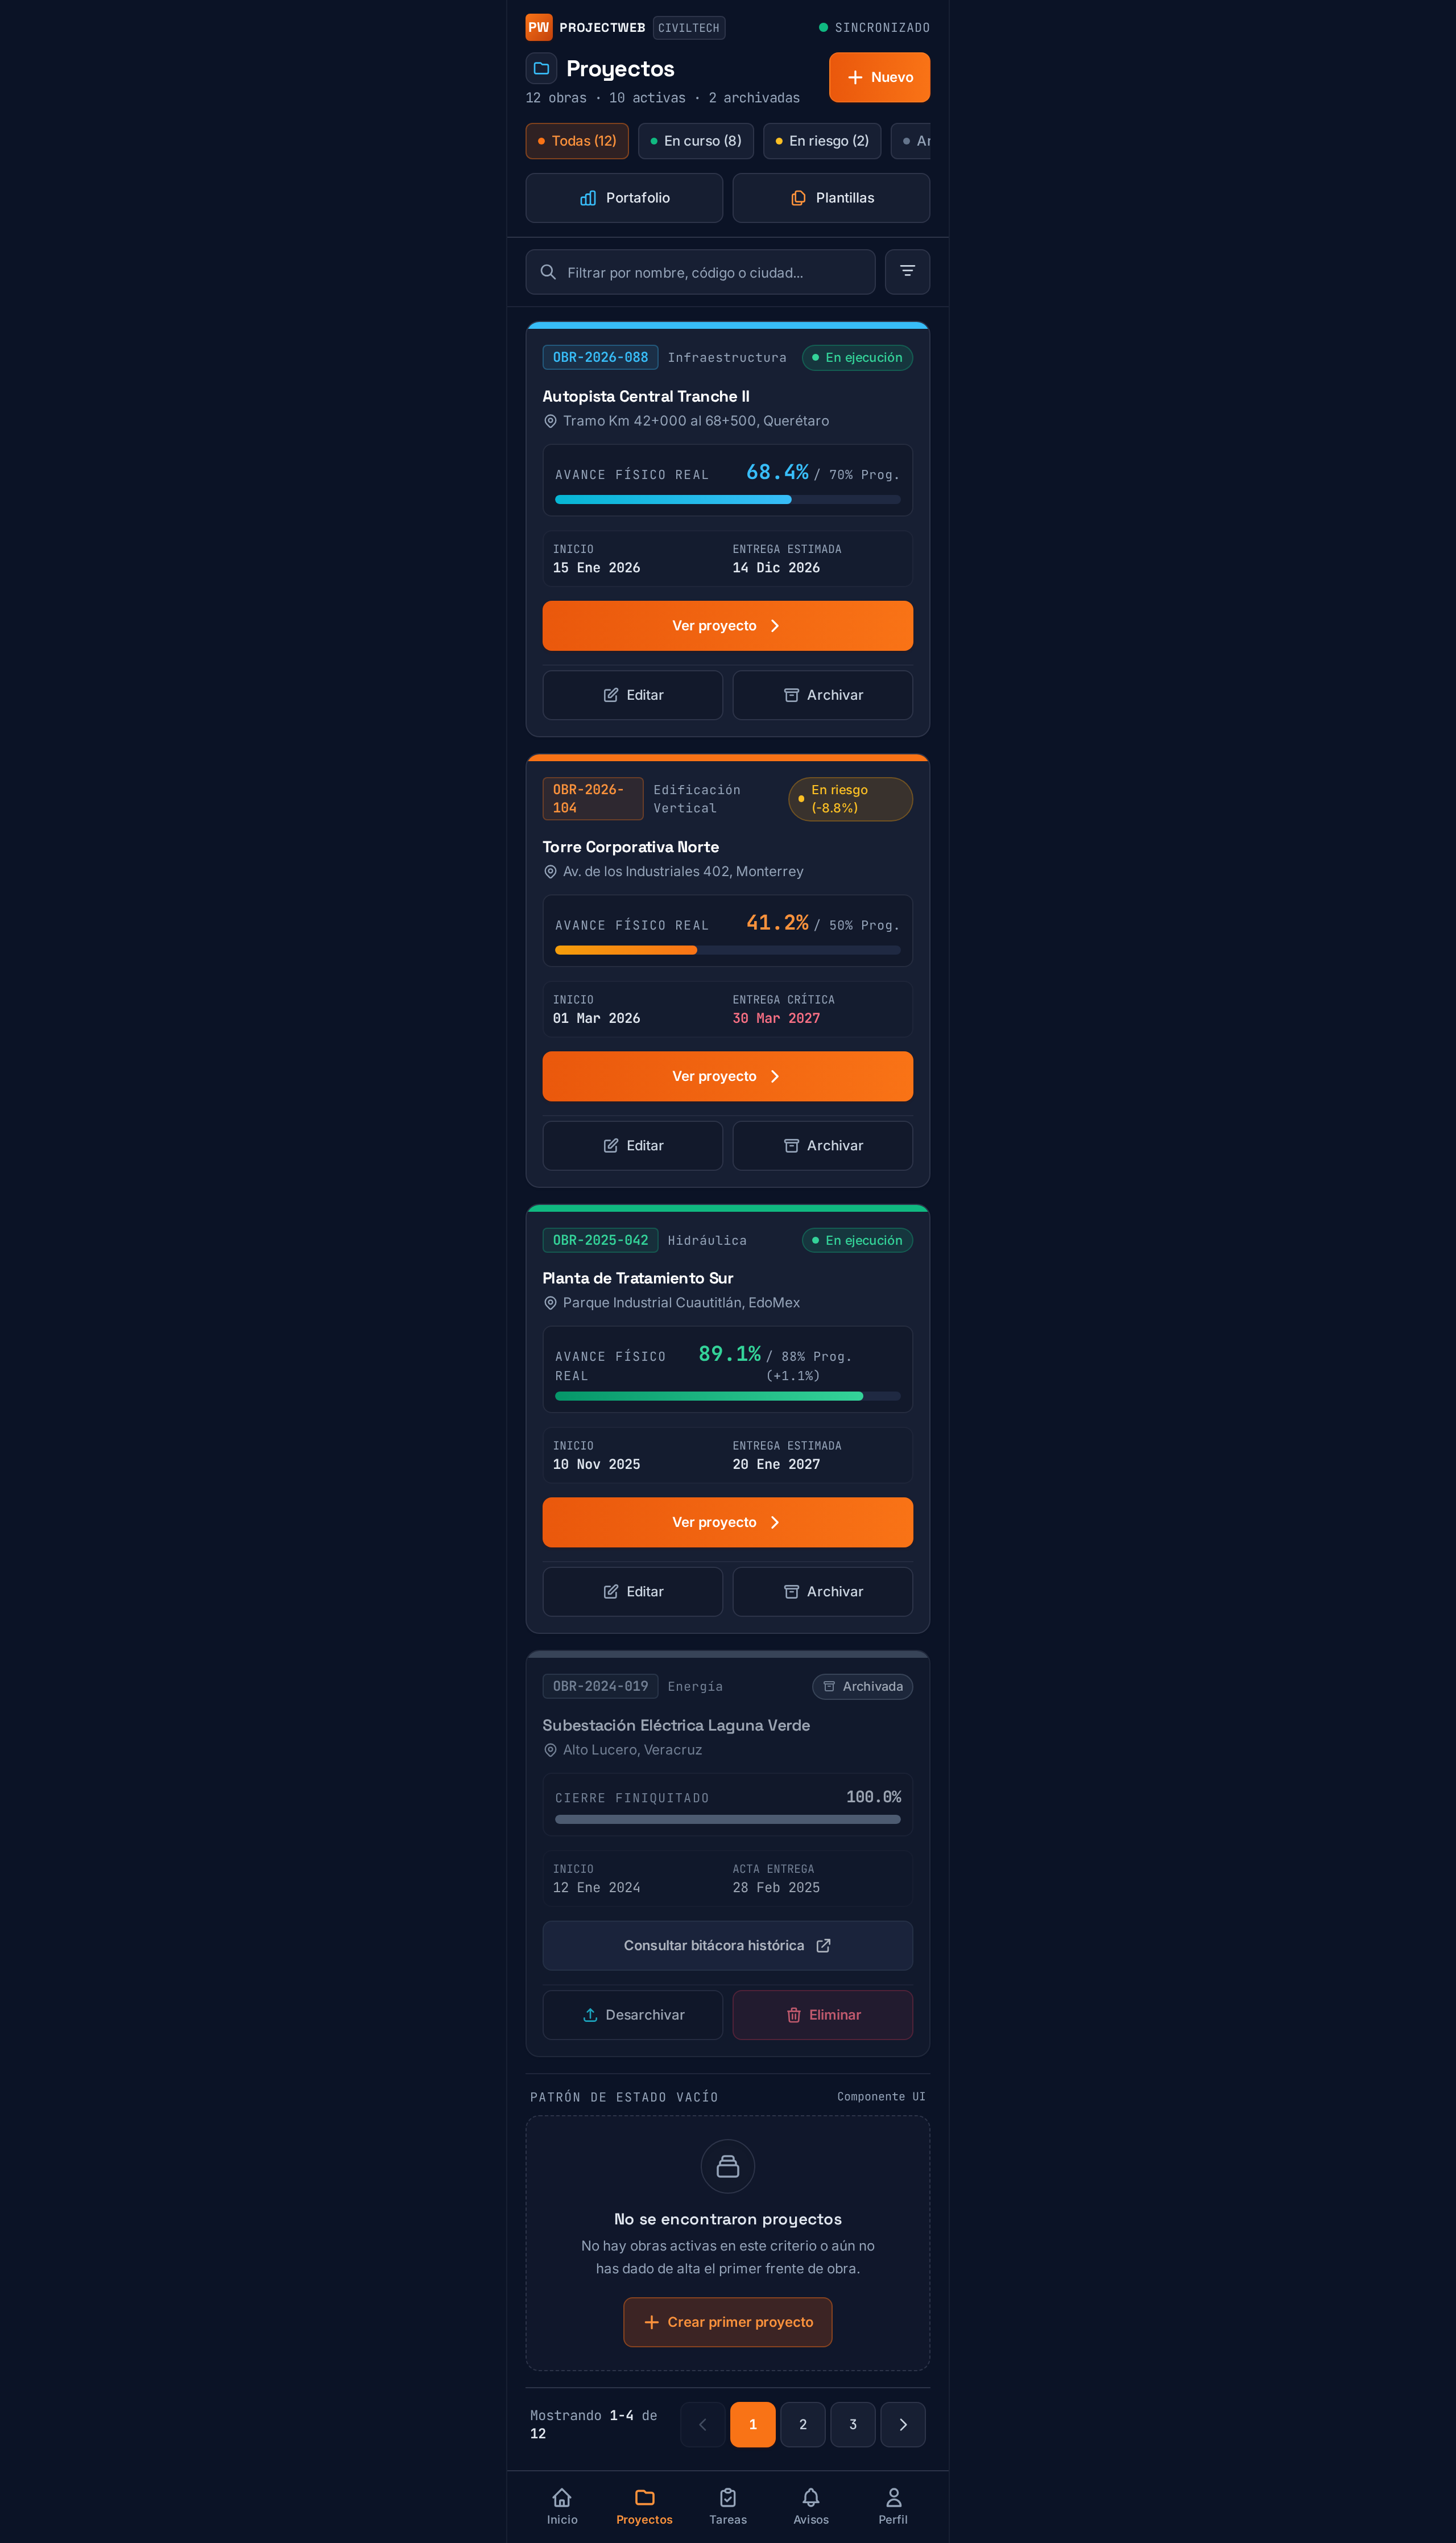 PW PROJECTWEB CIVILTECH SINCRONIZADO
Proyectos
Nuevo
12 obras · 10 activas · 2 archivadas
Todas (12) En curso (8) En riesgo (2) Ar
Portafolio Plantillas
Filtrar por nombre, código o ciudad...
OBR-2026-088 Infraestructura En ejecución
Autopista Central Tranche II
Tramo Km 42+000 al 68+500, Querétaro
AVANCE FÍSICO REAL 68.4% / 70% Prog.
INICIO ENTREGA ESTIMADA
15 Ene 2026 14 Dic 2026
Ver proyecto
Editar Archivar
OBR-2026-
104
Edificación
Vertical
En riesgo
(-8.8%)
Torre Corporativa Norte
Av. de los Industriales 402, Monterrey
AVANCE FÍSICO REAL 41.2% / 50% Prog.
INICIO ENTREGA CRÍTICA
01 Mar 2026 30 Mar 2027
Ver proyecto
Editar Archivar
OBR-2025-042 Hidráulica En ejecución
Planta de Tratamiento Sur
Parque Industrial Cuautitlán, EdoMex
AVANCE FÍSICO
REAL
89.1% / 88% Prog.
(+1.1%)
INICIO ENTREGA ESTIMADA
10 Nov 2025 20 Ene 2027
Ver proyecto
Editar Archivar
OBR-2024-019 Energía Archivada
Subestación Eléctrica Laguna Verde
Alto Lucero, Veracruz
CIERRE FINIQUITADO 100.0%
INICIO ACTA ENTREGA
12 Ene 2024 28 Feb 2025
Consultar bitácora histórica
Desarchivar Eliminar
PATRÓN DE ESTADO VACÍO Componente UI
No se encontraron proyectos
No hay obras activas en este criterio o aún no
has dado de alta el primer frente de obra.
Crear primer proyecto
Mostrando 1-4 de
12
1 2 3
Inicio Proyectos Tareas Avisos Perfil